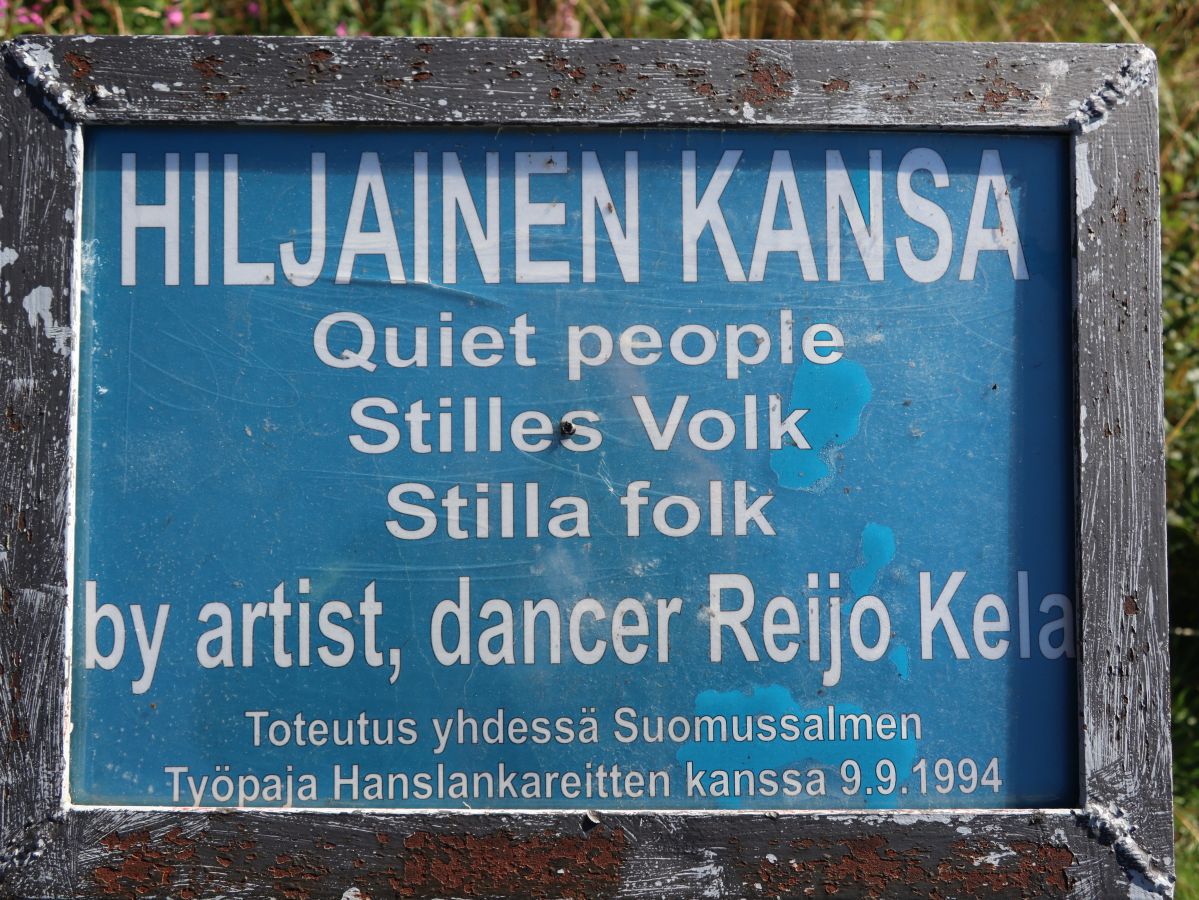 HILJAINEN KANSA
Quiet people
Stilles Volk
Stilla folk
by artist, dancer Reijo Kela
Toteutus yhdessä Suomussalmen
Työpaja Hanslankareitten kanssa 9.9.1994